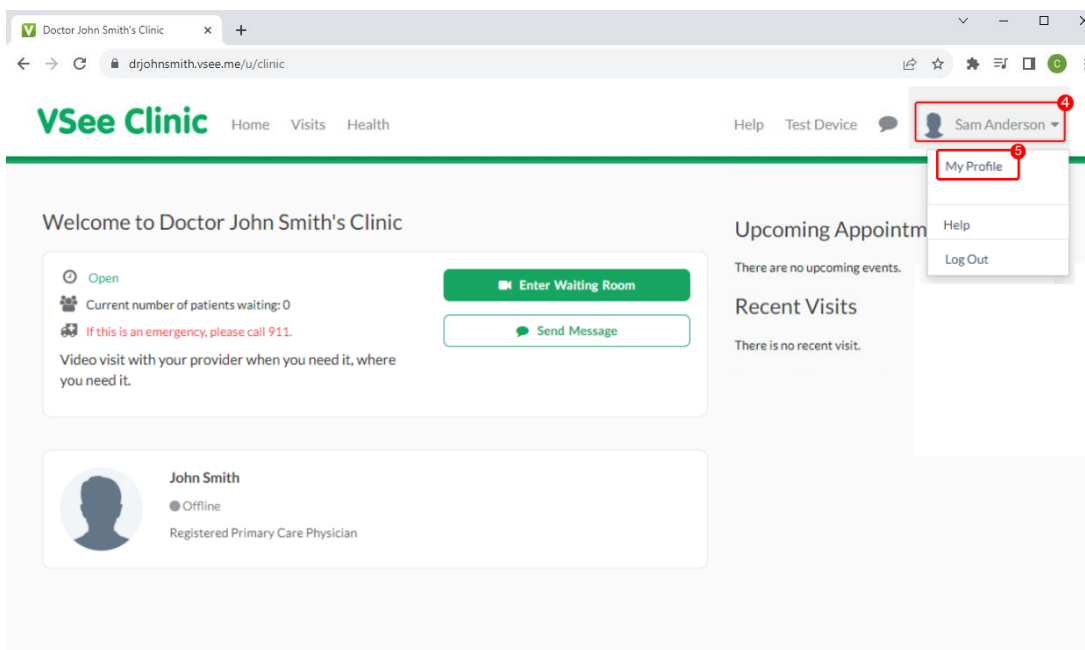 Doctor John Smith's Clinic
drjohnsmith.vsee.me/u/clinic
C
VSee Clinic Home Visits Health Help Test Device Sam Anderson
4
5
My Profile
Help
Log Out
Welcome to Doctor John Smith's Clinic
Open
Current number of patients waiting: 0
If this is an emergency, please call 911.
Video visit with your provider when you need it, where
you need it.
Enter Waiting Room
Send Message
Upcoming Appointm
There are no upcoming events.
Recent Visits
There is no recent visit.
John Smith
Offline
Registered Primary Care Physician